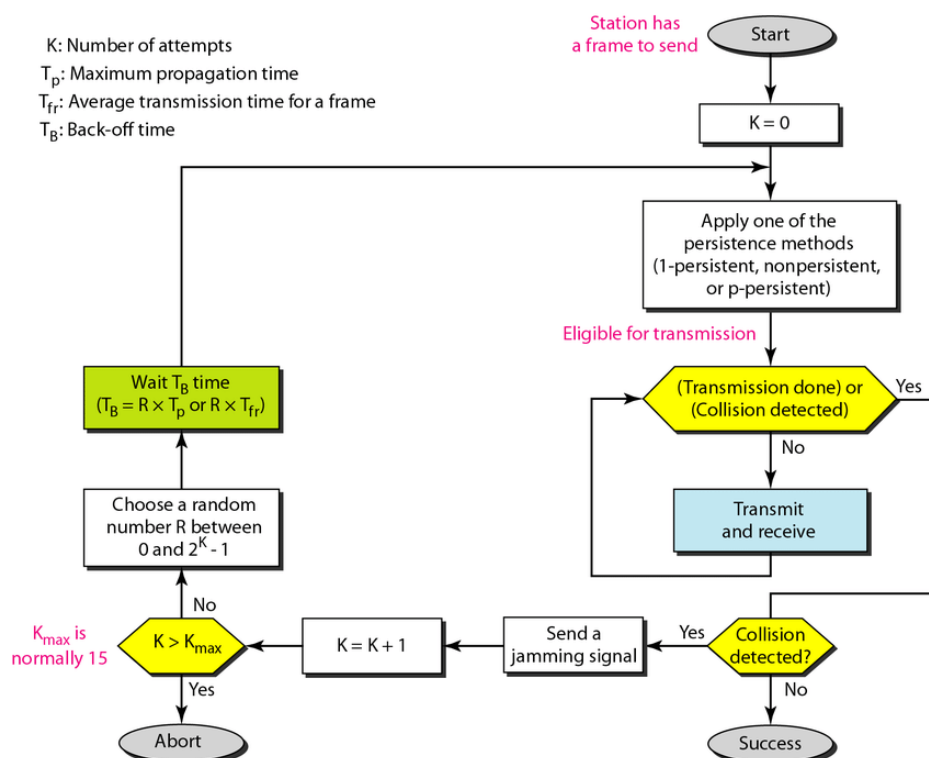 K: Number of attempts
Tp: Maximum propagation time
Tfr: Average transmission time for a frame
TB: Back-off time
Station has
a frame to send
Start
K = 0
Apply one of the
persistence methods
(1-persistent, nonpersistent,
or p-persistent)
Eligible for transmission
(Transmission done) or
(Collision detected)
Yes
No
Transmit
and receive
Wait TB time
(TB = R × Tp or R × Tfr)
Choose a random
number R between
0 and 2^K - 1
No
Kmax is
normally 15
K > Kmax
K = K + 1
Send a
jamming signal
Yes
Collision
detected?
Yes
No
Abort
Success